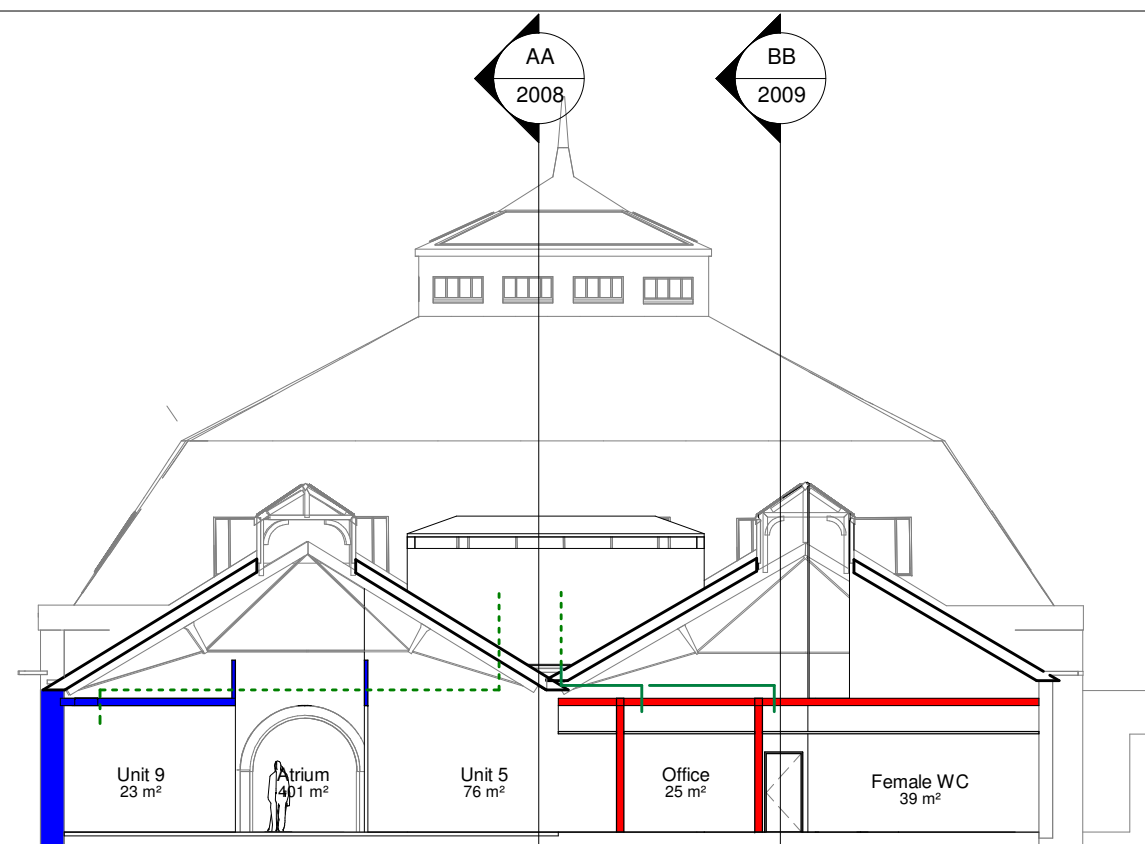 AA
2008
BB
2009
Unit 9
23 m²
Atrium
401 m²
Unit 5
76 m²
Office
25 m²
Female WC
39 m²